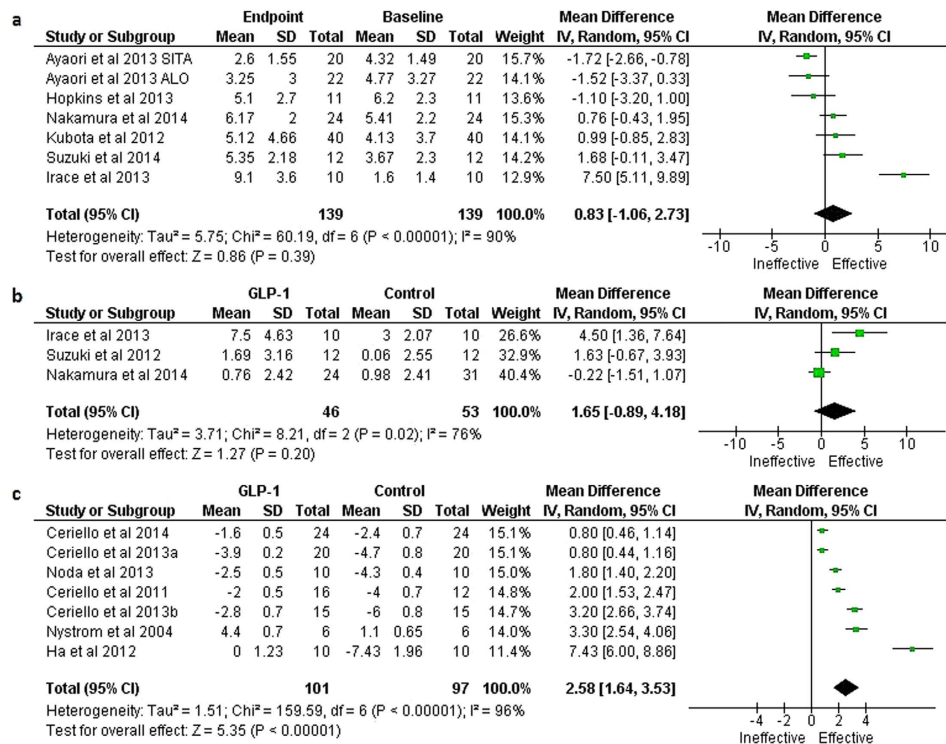 a
Endpoint Baseline Mean Difference Mean Difference
Study or Subgroup Mean SD Total Mean SD Total Weight IV, Random, 95% CI IV, Random, 95% CI
Ayaori et al 2013 SITA 2.6 1.55 20 4.32 1.49 20 15.7% -1.72 [-2.66, -0.78]
Ayaori et al 2013 ALO 3.25 3 22 4.77 3.27 22 14.1% -1.52 [-3.37, 0.33]
Hopkins et al 2013 5.1 2.7 11 6.2 2.3 11 13.6% -1.10 [-3.20, 1.00]
Nakamura et al 2014 6.17 2 24 5.41 2.2 24 15.3% 0.76 [-0.43, 1.95]
Kubota et al 2012 5.12 4.66 40 4.13 3.7 40 14.1% 0.99 [-0.85, 2.83]
Suzuki et al 2014 5.35 2.18 12 3.67 2.3 12 14.2% 1.68 [-0.11, 3.47]
Irace et al 2013 9.1 3.6 10 1.6 1.4 10 12.9% 7.50 [5.11, 9.89]
Total (95% CI) 139 139 100.0% 0.83 [-1.06, 2.73]
Heterogeneity: Tau² = 5.75; Chi² = 60.19, df = 6 (P < 0.00001); I² = 90%
Test for overall effect: Z = 0.86 (P = 0.39)
-10 -5 0 5 10
Ineffective Effective
b
GLP-1 Control Mean Difference Mean Difference
Study or Subgroup Mean SD Total Mean SD Total Weight IV, Random, 95% CI IV, Random, 95% CI
Irace et al 2013 7.5 4.63 10 3 2.07 10 26.6% 4.50 [1.36, 7.64]
Suzuki et al 2012 1.69 3.16 12 0.06 2.55 12 32.9% 1.63 [-0.67, 3.93]
Nakamura et al 2014 0.76 2.42 24 0.98 2.41 31 40.4% -0.22 [-1.51, 1.07]
Total (95% CI) 46 53 100.0% 1.65 [-0.89, 4.18]
Heterogeneity: Tau² = 3.71; Chi² = 8.21, df = 2 (P = 0.02); I² = 76%
Test for overall effect: Z = 1.27 (P = 0.20)
-10 -5 0 5 10
Ineffective Effective
c
GLP-1 Control Mean Difference Mean Difference
Study or Subgroup Mean SD Total Mean SD Total Weight IV, Random, 95% CI IV, Random, 95% CI
Ceriello et al 2014 -1.6 0.5 24 -2.4 0.7 24 15.1% 0.80 [0.46, 1.14]
Ceriello et al 2013a -3.9 0.2 20 -4.7 0.8 20 15.1% 0.80 [0.44, 1.16]
Noda et al 2013 -2.5 0.5 10 -4.3 0.4 10 15.0% 1.80 [1.40, 2.20]
Ceriello et al 2011 -2 0.5 16 -4 0.7 12 14.8% 2.00 [1.53, 2.47]
Ceriello et al 2013b -2.8 0.7 15 -6 0.8 15 14.7% 3.20 [2.66, 3.74]
Nystrom et al 2004 4.4 0.7 6 1.1 0.65 6 14.0% 3.30 [2.54, 4.06]
Ha et al 2012 0 1.23 10 -7.43 1.96 10 11.4% 7.43 [6.00, 8.86]
Total (95% CI) 101 97 100.0% 2.58 [1.64, 3.53]
Heterogeneity: Tau² = 1.51; Chi² = 159.59, df = 6 (P < 0.00001); I² = 96%
Test for overall effect: Z = 5.35 (P < 0.00001)
-4 -2 0 2 4
Ineffective Effective